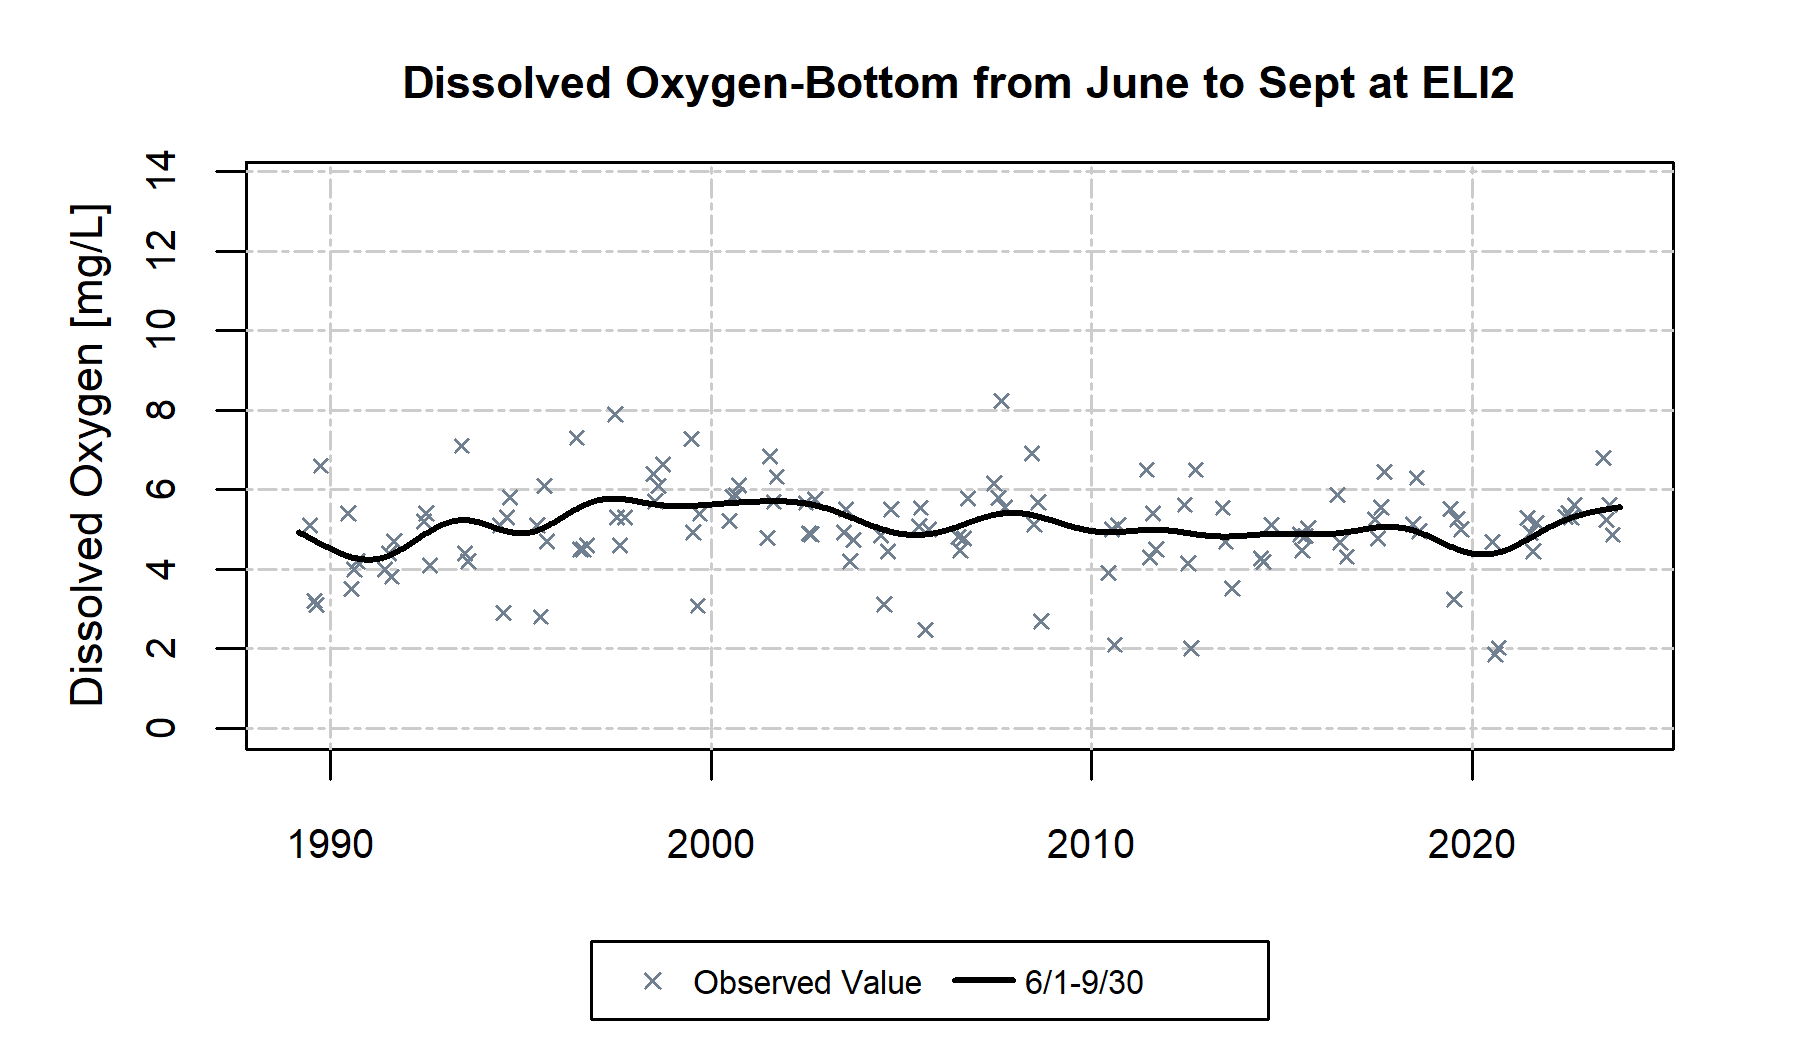 Dissolved Oxygen-Bottom from June to Sept at ELI2
Dissolved Oxygen [mg/L]
14
12
10
8
6
4
2
0
1990 2000 2010 2020
Observed Value 6/1-9/30